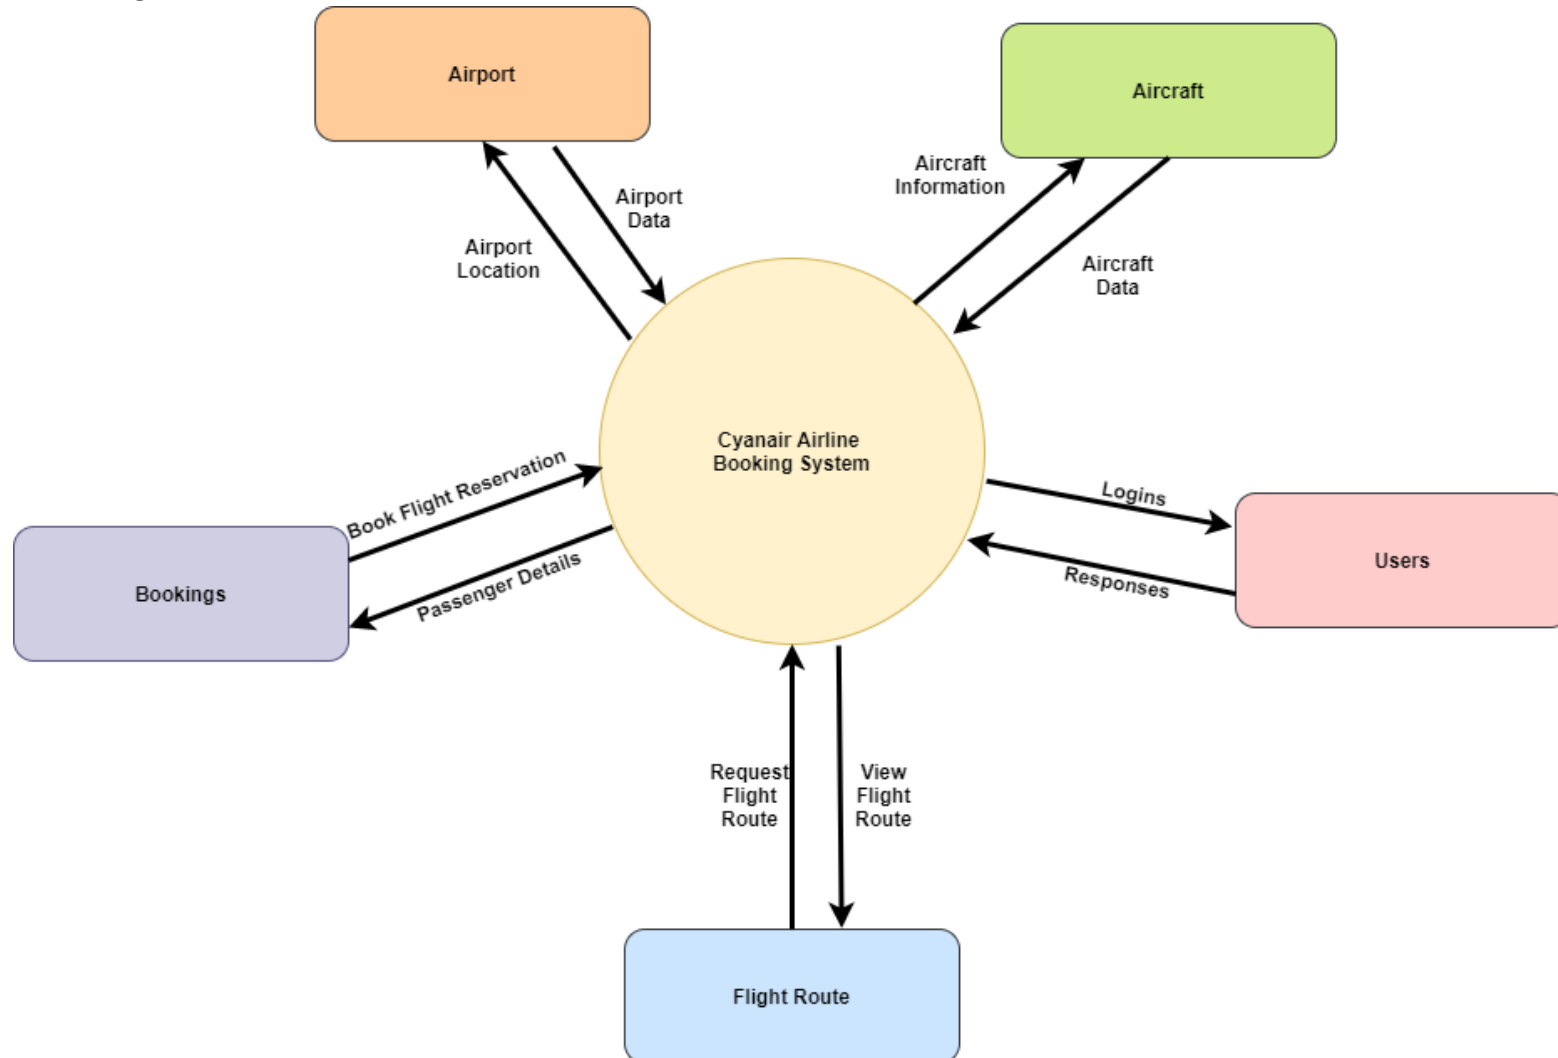 Airport
Aircraft
Aircraft
Information
Airport
Data
Airport
Location
Aircraft
Data
Cyanair Airline
Booking System
Book Flight Reservation
Logins
Passenger Details
Responses
Bookings
Users
Request
Flight
Route
View
Flight
Route
Flight Route